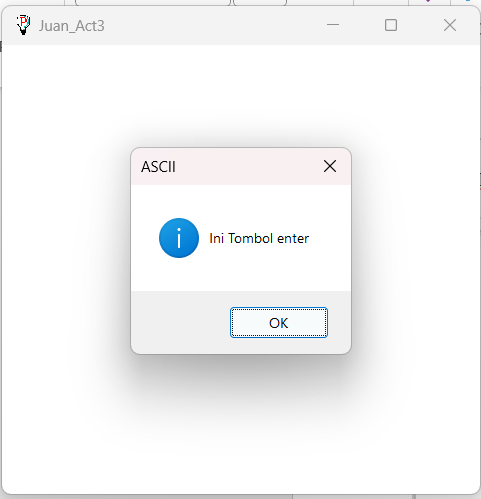 Juan_Act3
ASCII
Ini Tombol enter
OK